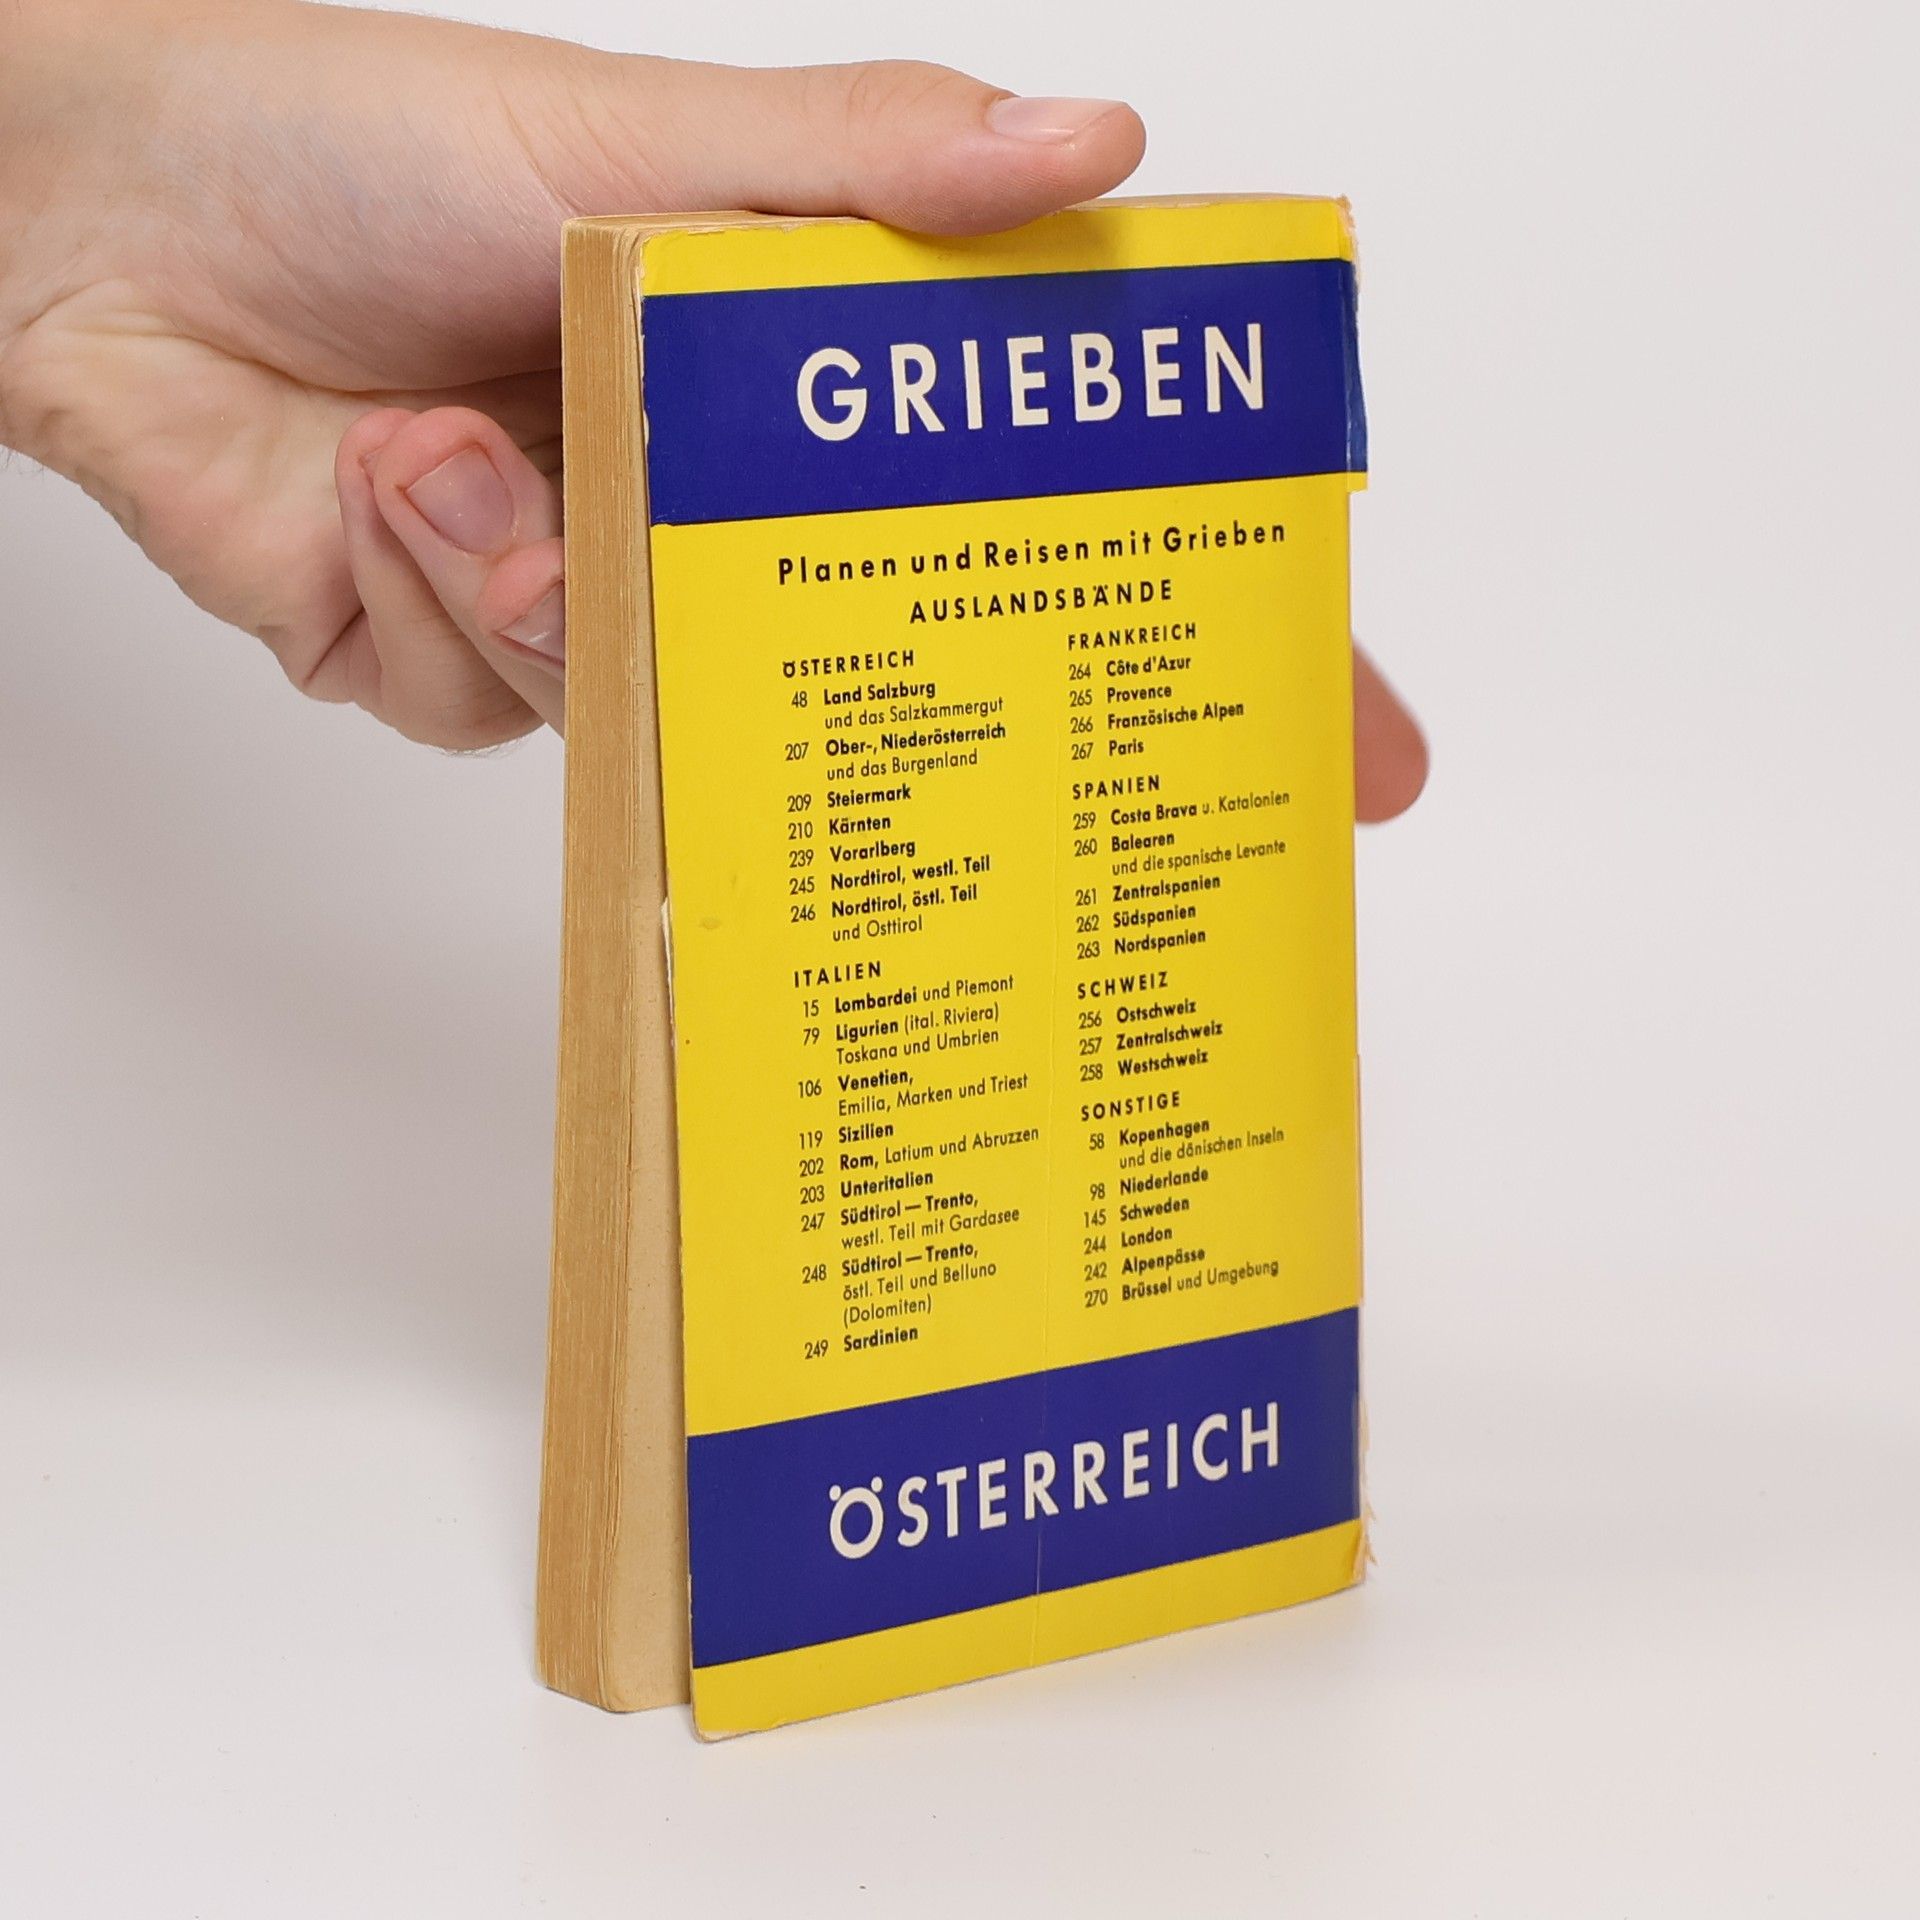 GRIEBEN
Planen und Reisen mit Grieben
AUSLANDSBÄNDE
ÖSTERREICH
48 Land Salzburg
und das Salzkammergut
207 Ober-, Niederösterreich
und das Burgenland
209 Steiermark
210 Kärnten
239 Vorarlberg
245 Nordtirol, westl. Teil
246 Nordtirol, östl. Teil
und Osttirol
ITALIEN
15 Lombardei und Piemont
79 Ligurien (ital. Riviera)
Toskana und Umbrien
106 Venetien,
Emilia, Marken und Triest
119 Sizilien
202 Rom, Latium und Abruzzen
203 Unteritalien
247 Südtirol — Trento,
westl. Teil mit Gardasee
248 Südtirol — Trento,
östl. Teil und Belluno
(Dolomiten)
249 Sardinien
FRANKREICH
264 Côte d'Azur
265 Provence
266 Französische Alpen
267 Paris
SPANIEN
259 Costa Brava u. Katalonien
260 Balearen
und die spanische Levante
261 Zentralspanien
262 Südspanien
263 Nordspanien
SCHWEIZ
256 Ostschweiz
257 Zentralschweiz
258 Westschweiz
SONSTIGE
58 Kopenhagen
und die dänischen Inseln
98 Niederlande
145 Schweden
244 London
242 Alpenpässe
270 Brüssel und Umgebung
ÖSTERREICH